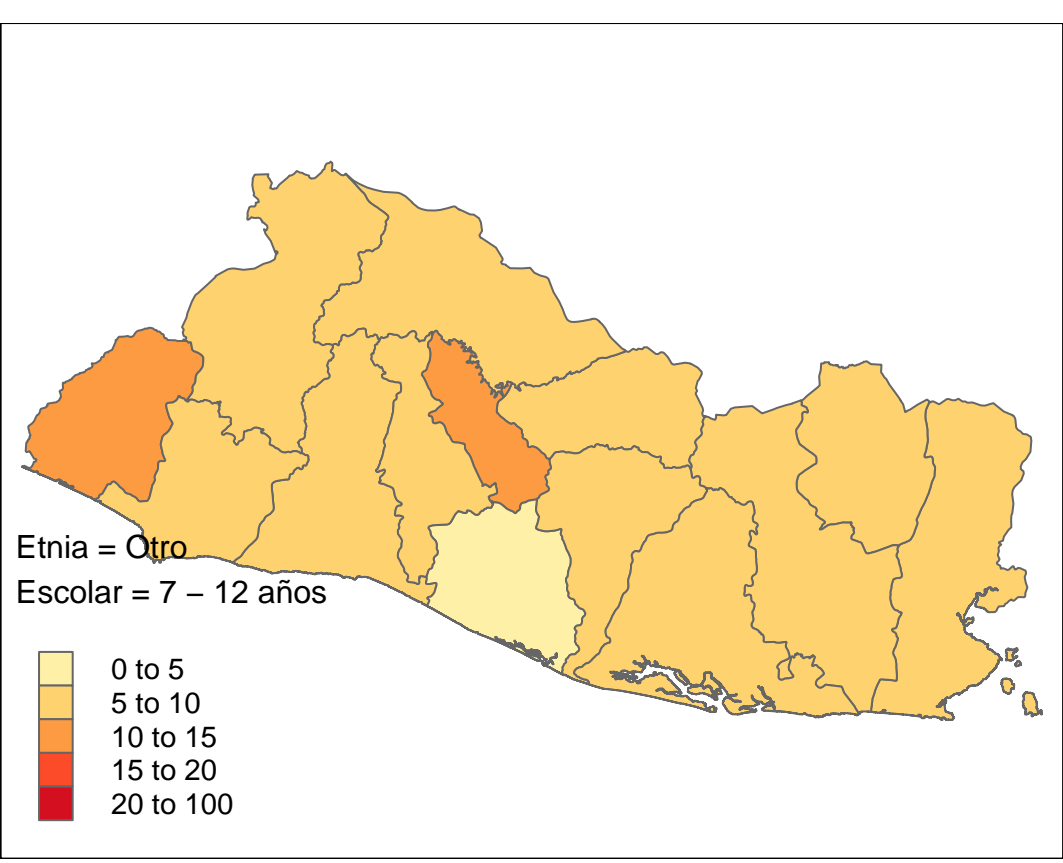 Etnia = Otro
Escolar = 7 – 12 años
0 to 5
5 to 10
10 to 15
15 to 20
20 to 100